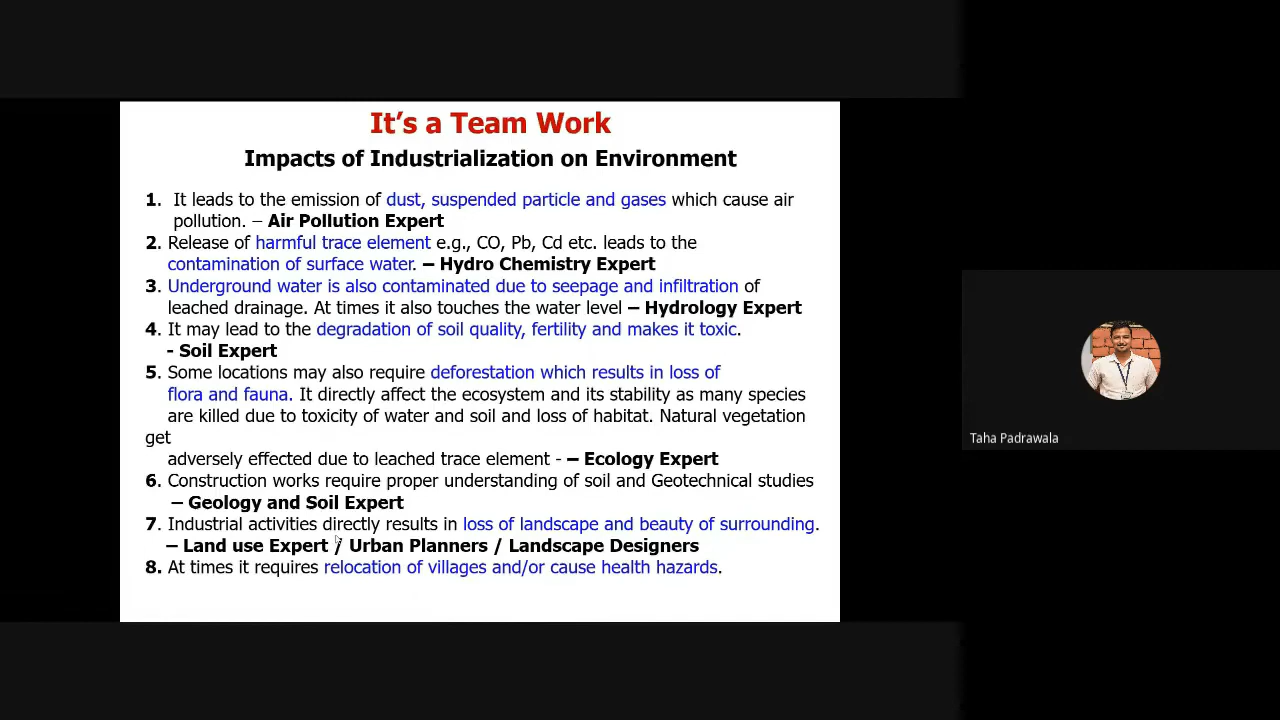 It's a Team Work
Impacts of Industrialization on Environment
1. It leads to the emission of dust, suspended particle and gases which cause air
pollution. – Air Pollution Expert
2. Release of harmful trace element e.g., CO, Pb, Cd etc. leads to the
contamination of surface water. – Hydro Chemistry Expert
3. Underground water is also contaminated due to seepage and infiltration of
leached drainage. At times it also touches the water level – Hydrology Expert
4. It may lead to the degradation of soil quality, fertility and makes it toxic.
- Soil Expert
5. Some locations may also require deforestation which results in loss of
flora and fauna. It directly affect the ecosystem and its stability as many species
are killed due to toxicity of water and soil and loss of habitat. Natural vegetation
get
adversely effected due to leached trace element - – Ecology Expert
6. Construction works require proper understanding of soil and Geotechnical studies
– Geology and Soil Expert
7. Industrial activities directly results in loss of landscape and beauty of surrounding.
– Land use Expert / Urban Planners / Landscape Designers
8. At times it requires relocation of villages and/or cause health hazards.
Taha Padrawala